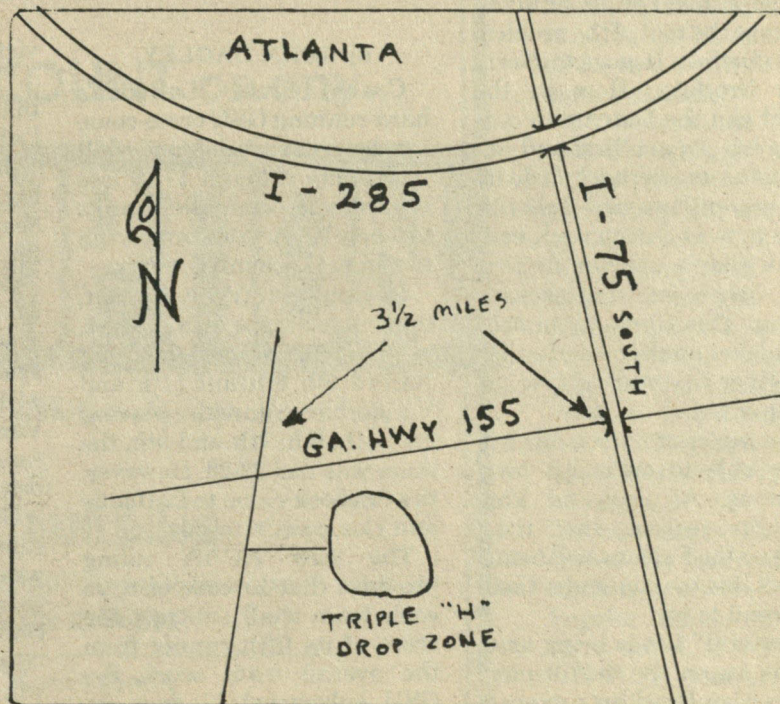 ATLANTA
I-285
I-75 SOUTH
N
3½ MILES
GA. HWY 155
TRIPLE "H"
DROP ZONE